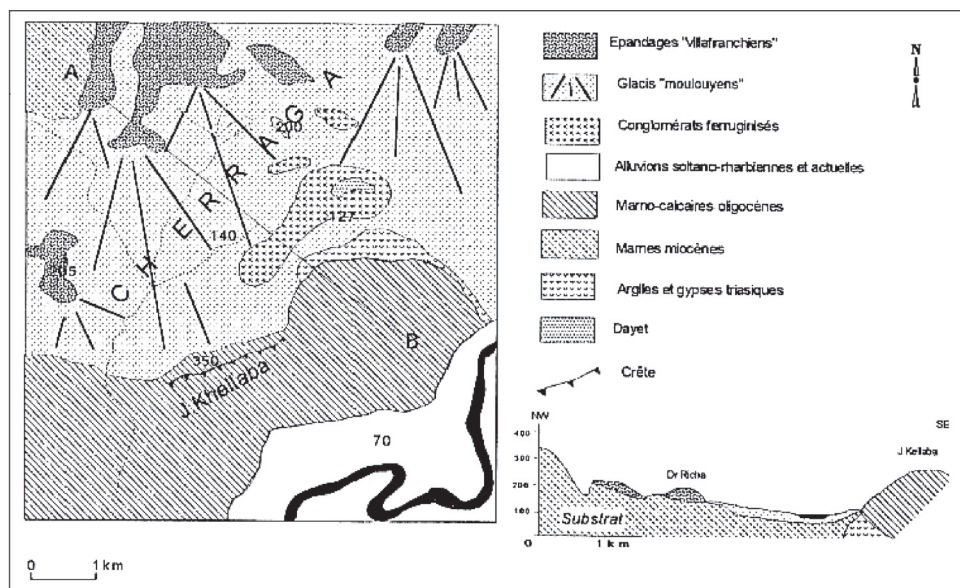 A
CHERRAGA
200
127
140
105
350
J Khellaba
B
70
0 1 km
Epandages "Villafranchiens"
Glacis "moulouyens"
Conglomérats ferruginisés
Alluvions soltano-rharbiennes et actuelles
Marno-calcaires oligocènes
Marnes miocènes
Argiles et gypses triasiques
Dayet
Crête
N
NW
SE
400
300
200
100
0
1 km
Dr Richa
J Kellaba
Substrat